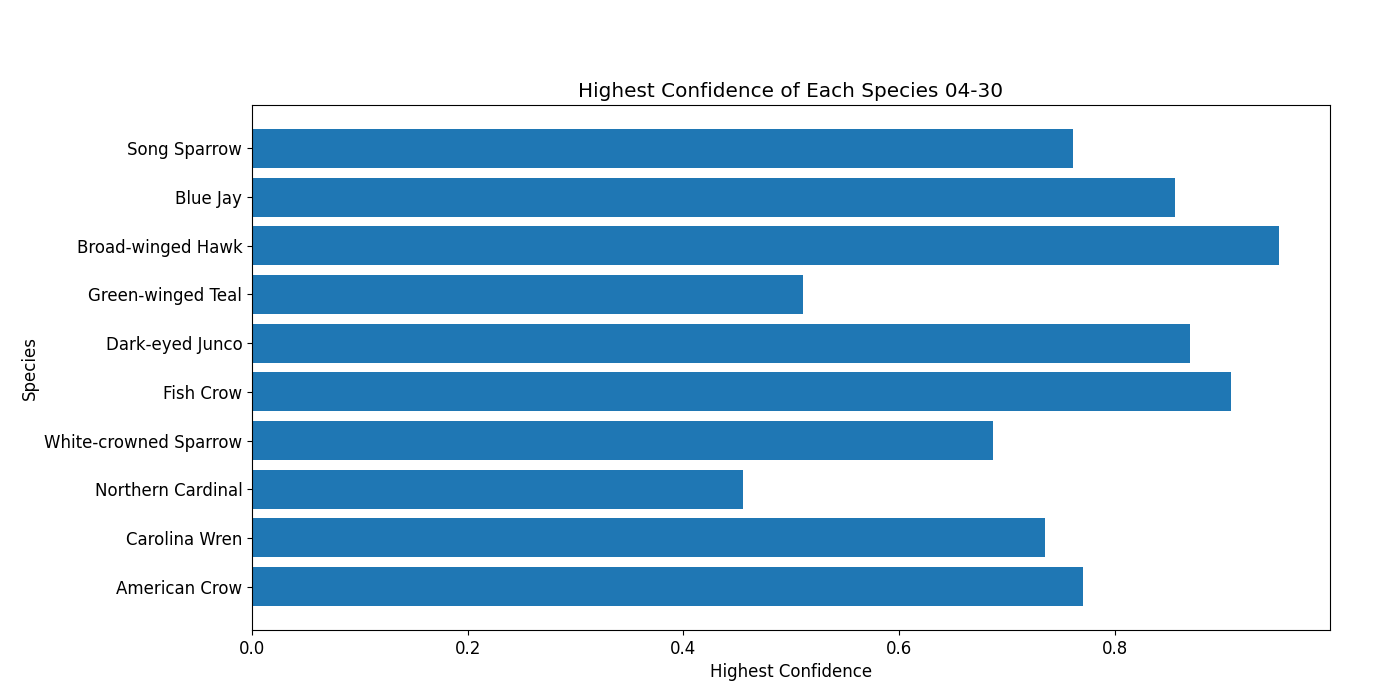 Highest Confidence of Each Species 04-30
Species
Song Sparrow
Blue Jay
Broad-winged Hawk
Green-winged Teal
Dark-eyed Junco
Fish Crow
White-crowned Sparrow
Northern Cardinal
Carolina Wren
American Crow
0.0 0.2 0.4 0.6 0.8
Highest Confidence